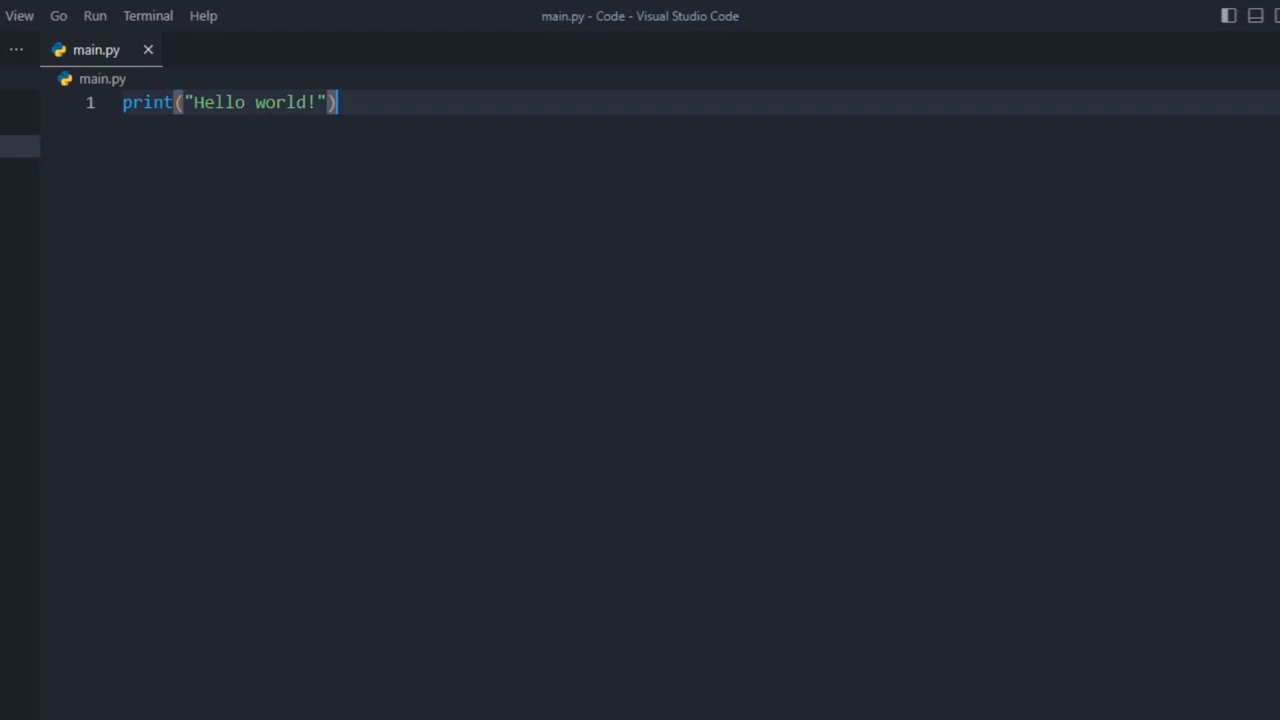 View Go Run Terminal Help main.py - Code - Visual Studio Code
... main.py
main.py
1 print("Hello world!")